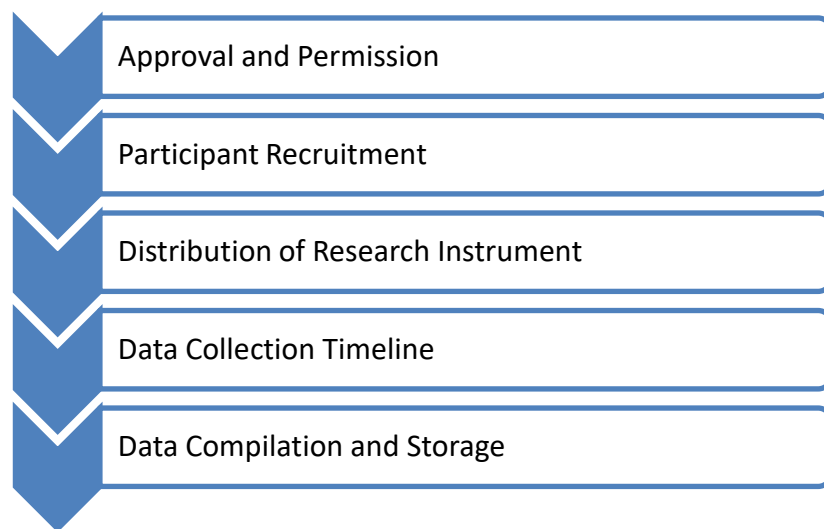 Approval and Permission
Participant Recruitment
Distribution of Research Instrument
Data Collection Timeline
Data Compilation and Storage